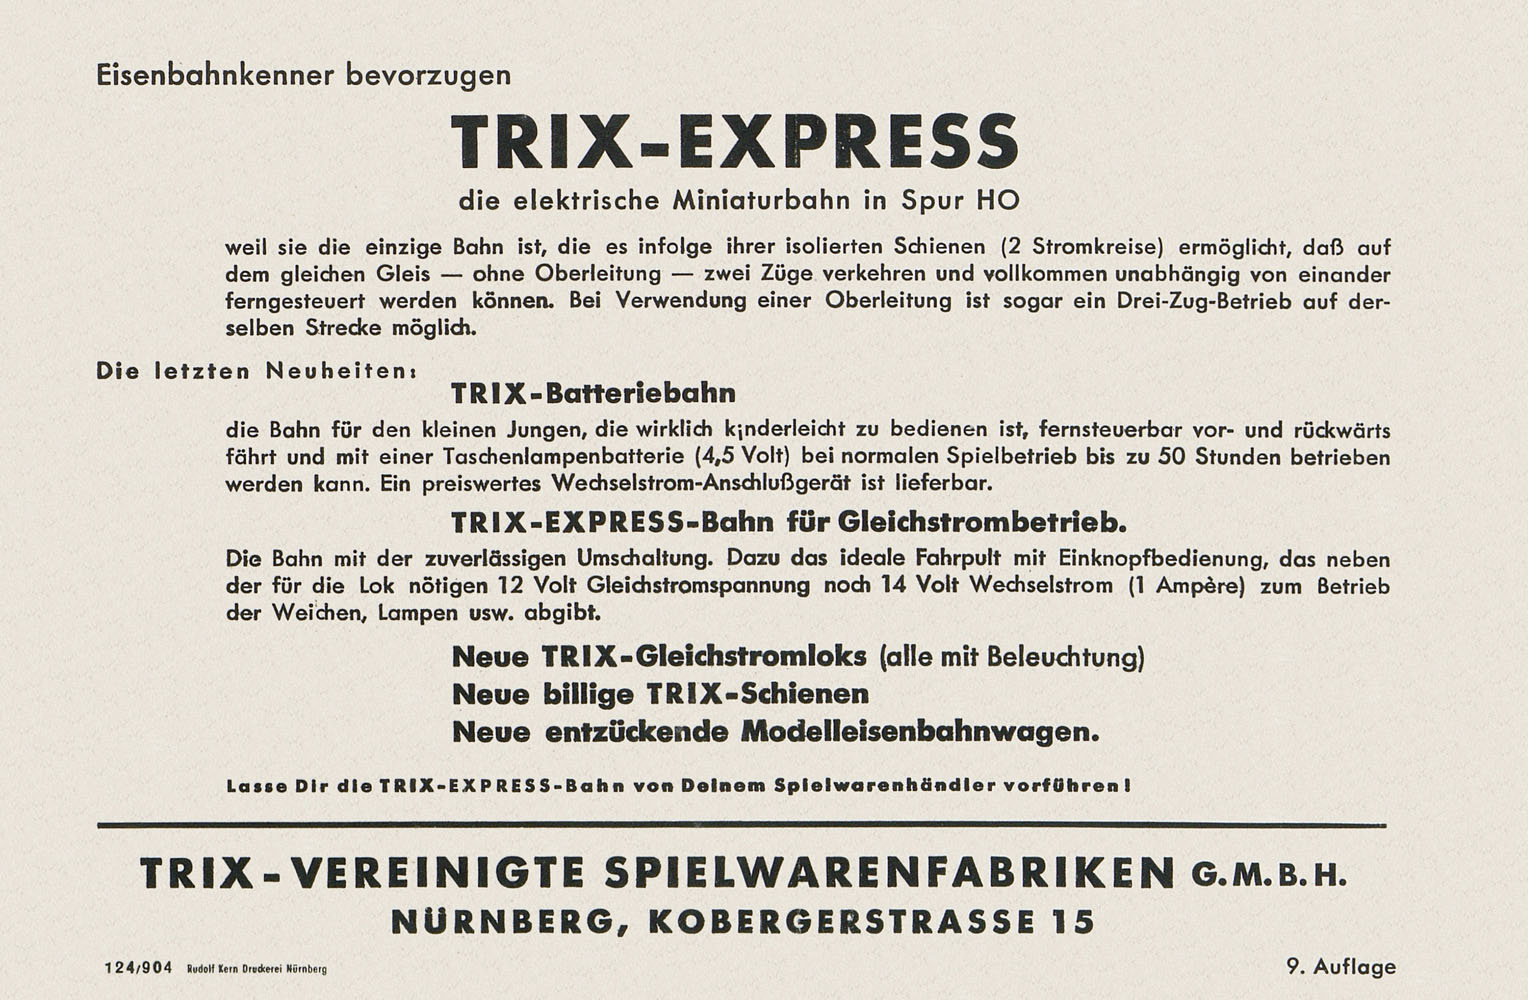 Eisenbahnkenner bevorzugen
TRIX-EXPRESS
die elektrische Miniaturbahn in Spur HO
weil sie die einzige Bahn ist, die es infolge ihrer isolierten Schienen (2 Stromkreise) ermöglicht, daß auf
dem gleichen Gleis — ohne Oberleitung — zwei Züge verkehren und vollkommen unabhängig von einander
ferngesteuert werden können. Bei Verwendung einer Oberleitung ist sogar ein Drei-Zug-Betrieb auf der-
selben Strecke möglich.
Die letzten Neuheiten:
TRIX-Batteriebahn
die Bahn für den kleinen Jungen, die wirklich kinderleicht zu bedienen ist, fernsteuerbar vor- und rückwärts
fährt und mit einer Taschenlampenbatterie (4,5 Volt) bei normalen Spielbetrieb bis zu 50 Stunden betrieben
werden kann. Ein preiswertes Wechselstrom-Anschlußgerät ist lieferbar.
TRIX-EXPRESS-Bahn für Gleichstrombetrieb.
Die Bahn mit der zuverlässigen Umschaltung. Dazu das ideale Fahrpult mit Einknopfbedienung, das neben
der für die Lok nötigen 12 Volt Gleichstromspannung noch 14 Volt Wechselstrom (1 Ampère) zum Betrieb
der Weichen, Lampen usw. abgibt.
Neue TRIX-Gleichstromloks (alle mit Beleuchtung)
Neue billige TRIX-Schienen
Neue entzückende Modelleisenbahnwagen.
Lasse Dir die TRIX-EXPRESS-Bahn von Deinem Spielwarenhändler vorführen!
TRIX-VEREINIGTE SPIELWARENFABRIKEN G.M.B.H.
NÜRNBERG, KOBERGERSTRASSE 15
124/904 Rudolf Kern Druckerei Nürnberg
9. Auflage